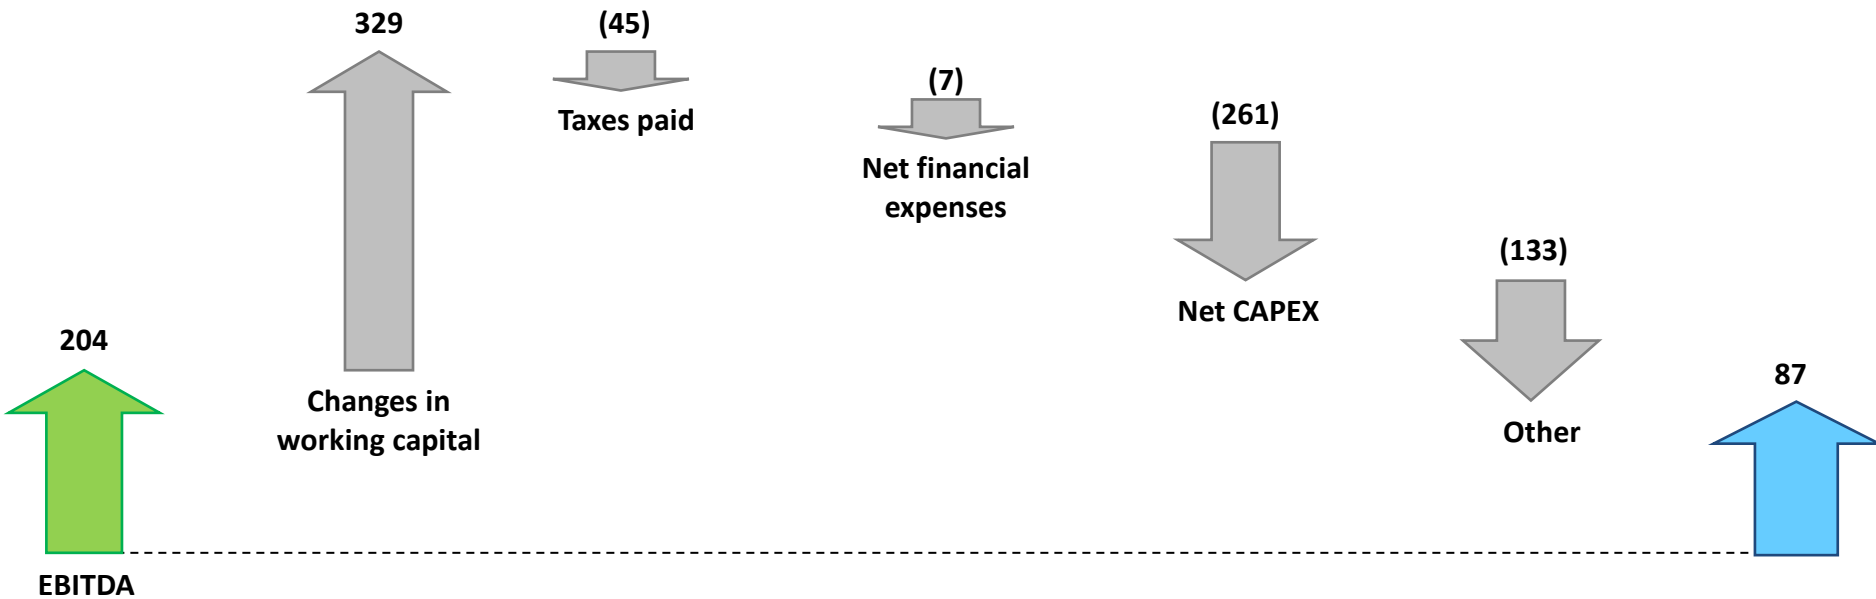 329
(45)
(7)
(261)
Taxes paid
Net financial
expenses
(133)
Net CAPEX
204
87
Changes in
working capital
Other
EBITDA